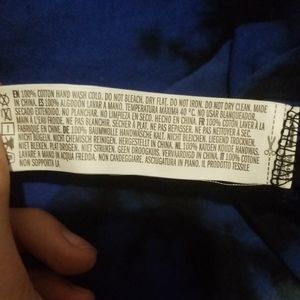 EN 100% COTTON HAND WASH COLD. DO NOT BLEACH. DRY FLAT. DO NOT IRON. DO NOT DRY CLEAN. MADE
IN CHINA. ES 100% ALGODÓN LAVAR A MANO. TEMPERATURA MAXIMA 40 °C. NO USAR BLANQUEADOR.
SECADO EXTENDIDO. NO PLANCHAR. NO LIMPIEZA EN SECO. HECHO EN CHINA. FR 100% COTON LAVER À LA
MAIN À L'EAU FROIDE. NE PAS BLANCHIR. SÉCHER À PLAT. NE PAS REPASSER. NE PAS NETTOYER À SEC.
FABRIQUÉ EN CHINE. DE 100% BAUMWOLLE HANDWÄSCHE KALT. NICHT BLEICHEN. LIEGEND TROCKNEN.
NICHT BÜGELN. NICHT CHEMISCH REINIGEN. NL 100% KATOEN KOUDE HANDWAS.
NIET BLEKEN. PLAT DROGEN. NIET STRIJKEN. GEEN DROOGKUIS. VERVAARDIGD IN CHINA. IT 100% COTONE
LAVARE A MANO IN ACQUA FREDDA. NON CANDEGGIARE. ASCIUGATURA IN PIANO. IL PRODOTTO TESSILE
NON SUPPORTA LA